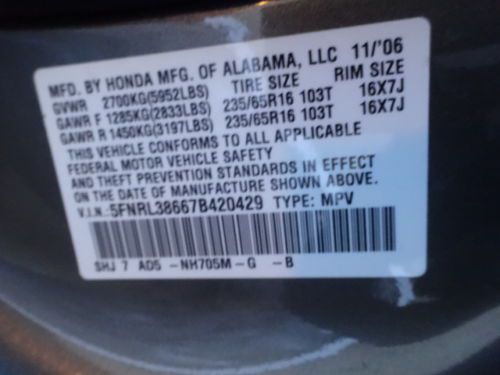 MFD. BY HONDA MFG. OF ALABAMA, LLC 11/'06
GVWR 2700KG(5952LBS) TIRE SIZE RIM SIZE
GAWR F 1285KG(2833LBS) 235/65R16 103T 16X7J
GAWR R 1450KG(3197LBS) 235/65R16 103T 16X7J
THIS VEHICLE CONFORMS TO ALL APPLICABLE
FEDERAL MOTOR VEHICLE SAFETY
AND THEFT PREVENTION STANDARDS IN EFFECT
ON THE DATE OF MANUFACTURE SHOWN ABOVE.
V.I.N.: 5FNRL38667B420429 TYPE: MPV
SHJ 7 AD5 -NH705M-G -B